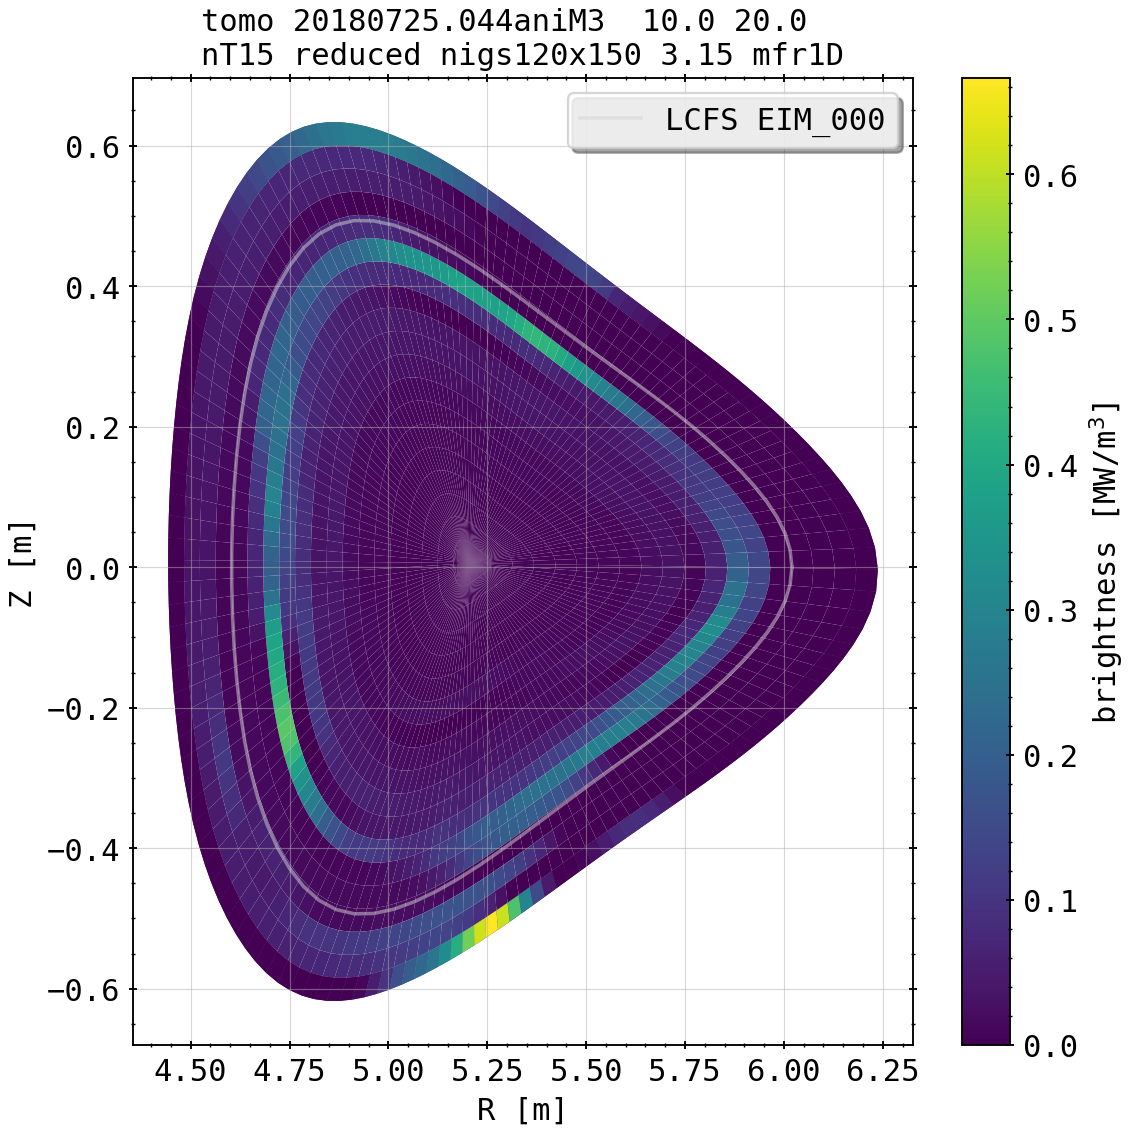 tomo 20180725.044aniM3  10.0 20.0
nT15 reduced nigs120x150 3.15 mfr1D
LCFS EIM_000
0.6
0.4
0.2
0.0
−0.2
−0.4
−0.6
Z [m]
4.50 4.75 5.00 5.25 5.50 5.75 6.00 6.25
R [m]
0.6
0.5
0.4
0.3
0.2
0.1
0.0
brightness [MW/m³]